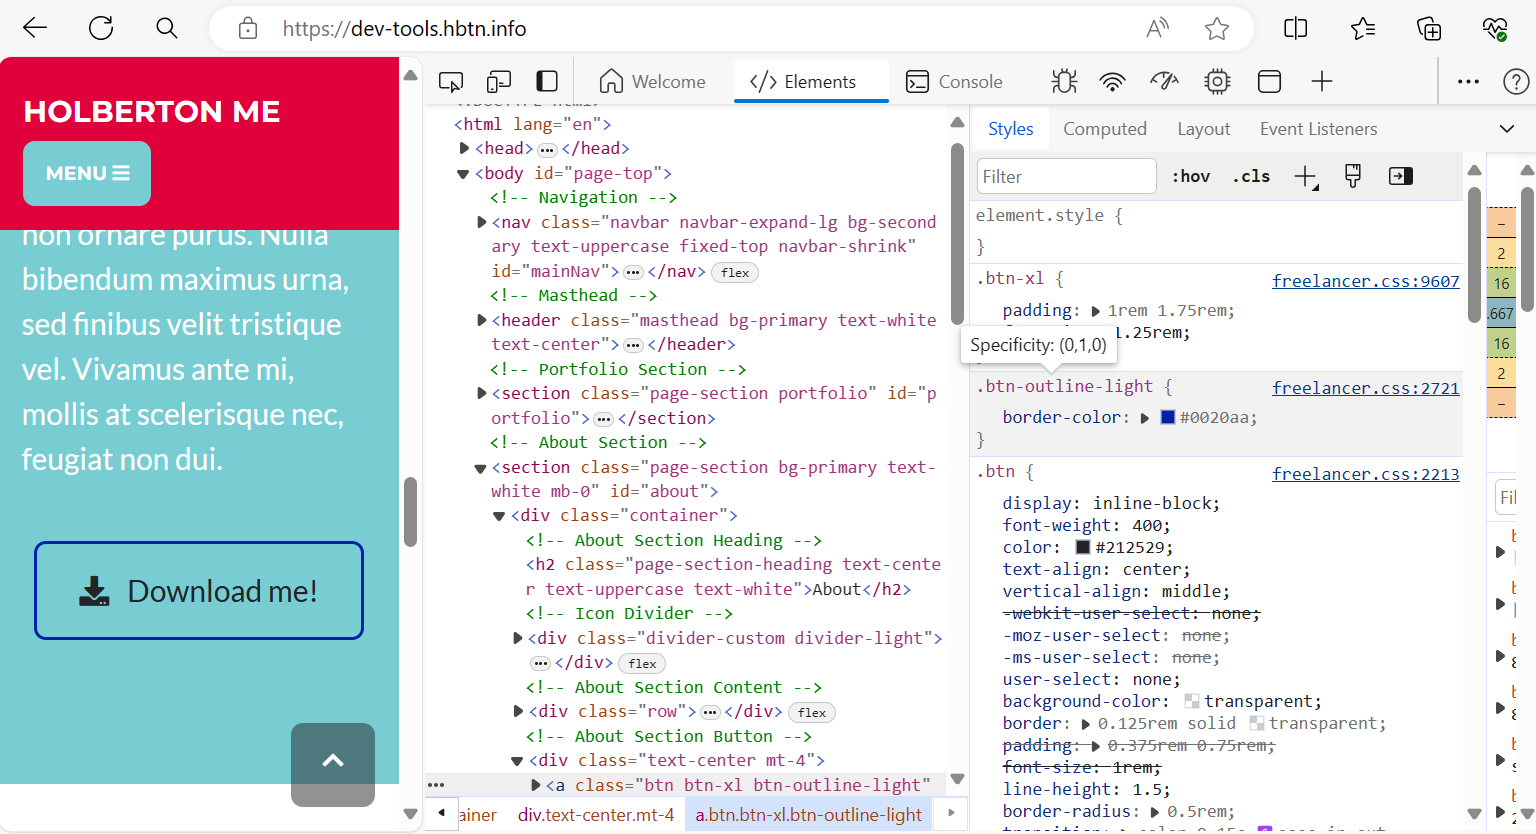 https://dev-tools.hbtn.info
HOLBERTON ME
MENU
non ornare purus. Nulla
bibendum maximus urna,
sed finibus velit tristique
vel. Vivamus ante mi,
mollis at scelerisque nec,
feugiat non dui.
Download me!
Welcome
Elements
Console
<html lang="en">
<head> ••• </head>
<body id="page-top">
<!-- Navigation -->
<nav class="navbar navbar-expand-lg bg-second
ary text-uppercase fixed-top navbar-shrink"
id="mainNav"> ••• </nav> flex
<!-- Masthead -->
<header class="masthead bg-primary text-white
text-center"> ••• </header>
<!-- Portfolio Section -->
<section class="page-section portfolio" id="p
ortfolio"> ••• </section>
<!-- About Section -->
<section class="page-section bg-primary text-
white mb-0" id="about">
<div class="container">
<!-- About Section Heading -->
<h2 class="page-section-heading text-cente
r text-uppercase text-white">About</h2>
<!-- Icon Divider -->
<div class="divider-custom divider-light">
••• </div> flex
<!-- About Section Content -->
<div class="row"> ••• </div> flex
<!-- About Section Button -->
<div class="text-center mt-4">
<a class="btn btn-xl btn-outline-light"
ainer div.text-center.mt-4 a.btn.btn-xl.btn-outline-light
Styles Computed Layout Event Listeners
Filter :hov .cls
element.style {
}
.btn-xl { freelancer.css:9607
padding: 1rem 1.75rem;
1.25rem;
Specificity: (0,1,0)
.btn-outline-light { freelancer.css:2721
border-color: #0020aa;
}
.btn { freelancer.css:2213
display: inline-block;
font-weight: 400;
color: #212529;
text-align: center;
vertical-align: middle;
-webkit-user-select: none;
-moz-user-select: none;
-ms-user-select: none;
user-select: none;
background-color: transparent;
border: 0.125rem solid transparent;
padding: 0.375rem 0.75rem;
font-size: 1rem;
line-height: 1.5;
border-radius: 0.5rem;
–
2
16
.667
16
2
–
Fil